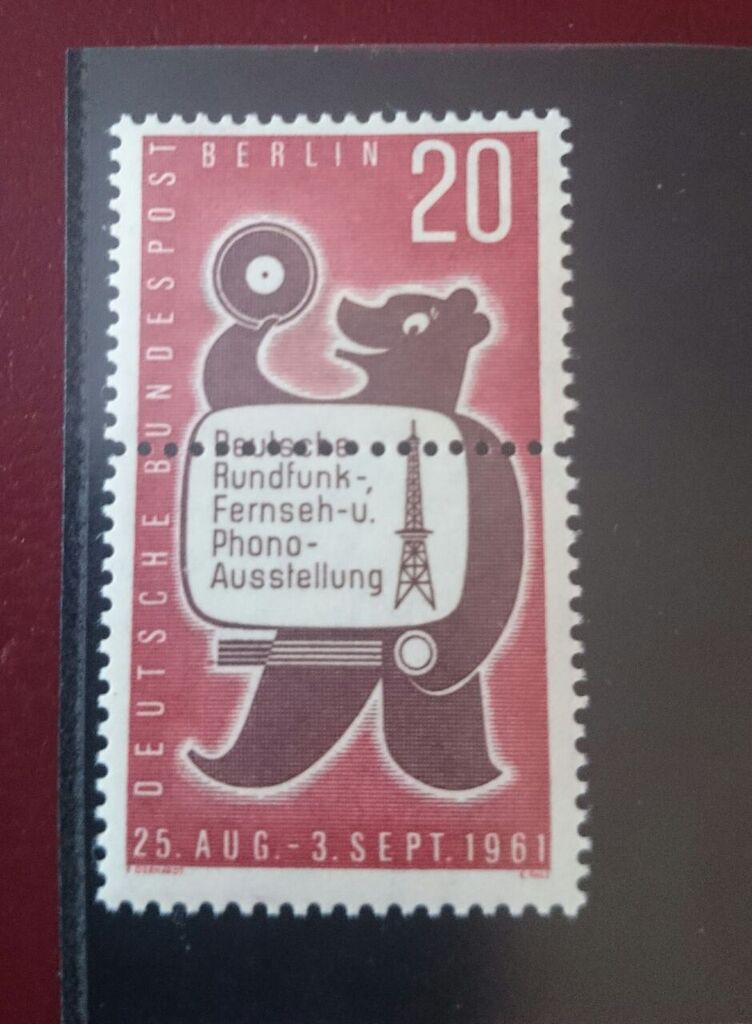 BERLIN
20
DEUTSCHE BUNDESPOST
Deutsche
Rundfunk-,
Fernseh-u.
Phono-
Ausstellung
25. AUG.-3. SEPT. 1961